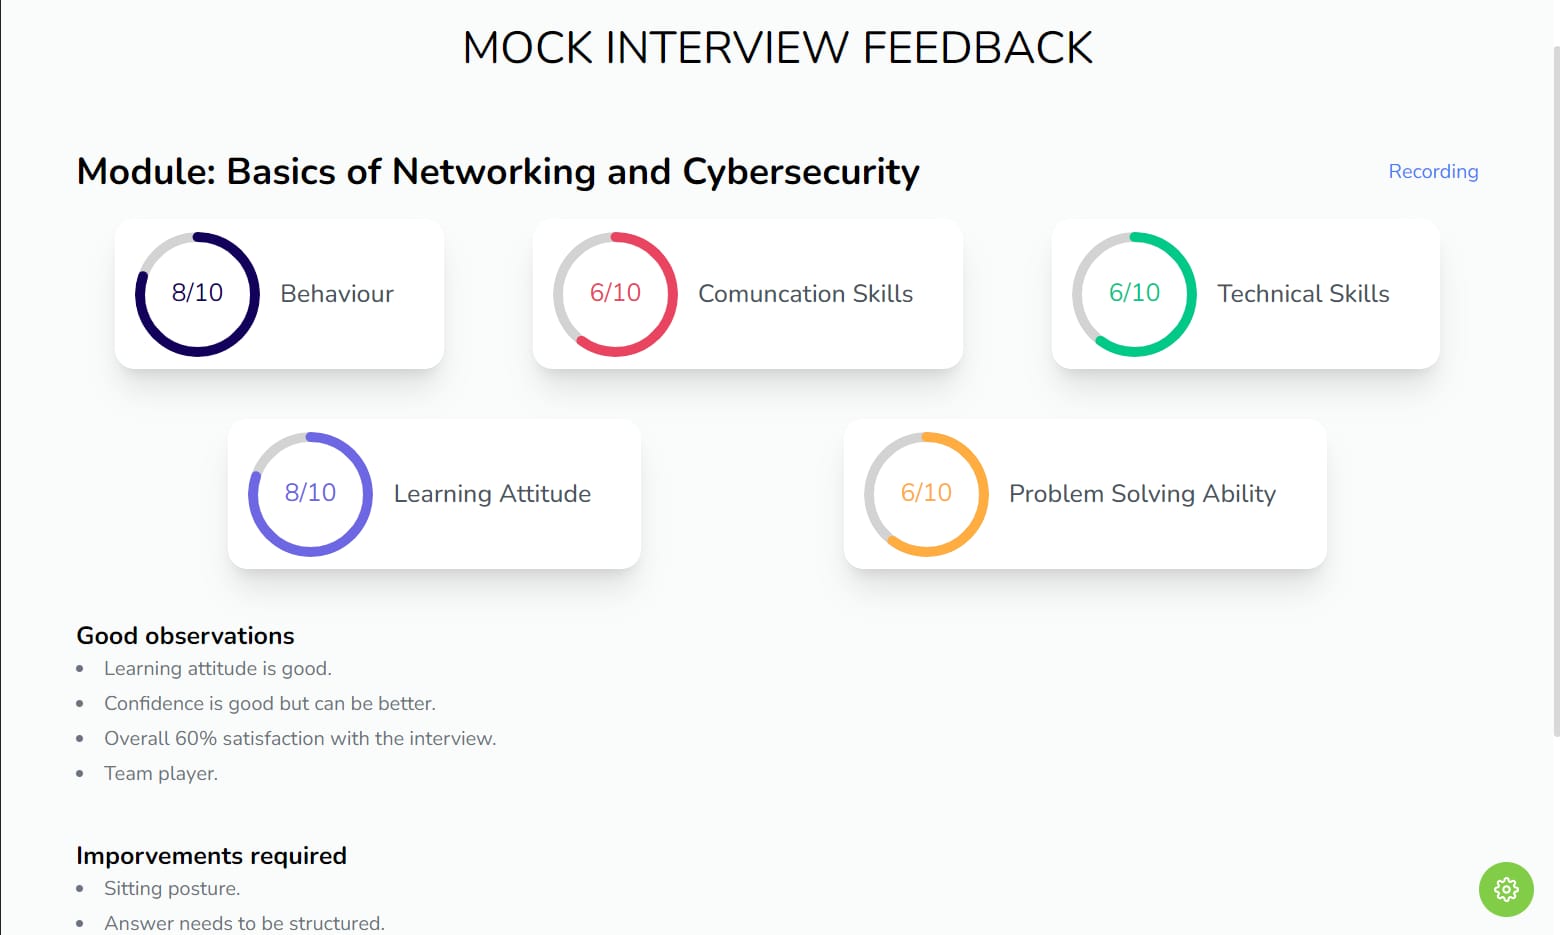 MOCK INTERVIEW FEEDBACK
Module: Basics of Networking and Cybersecurity
Recording
8/10 Behaviour
6/10 Comuncation Skills
6/10 Technical Skills
8/10 Learning Attitude
6/10 Problem Solving Ability
Good observations
• Learning attitude is good.
• Confidence is good but can be better.
• Overall 60% satisfaction with the interview.
• Team player.
Imporvements required
• Sitting posture.
• Answer needs to be structured.